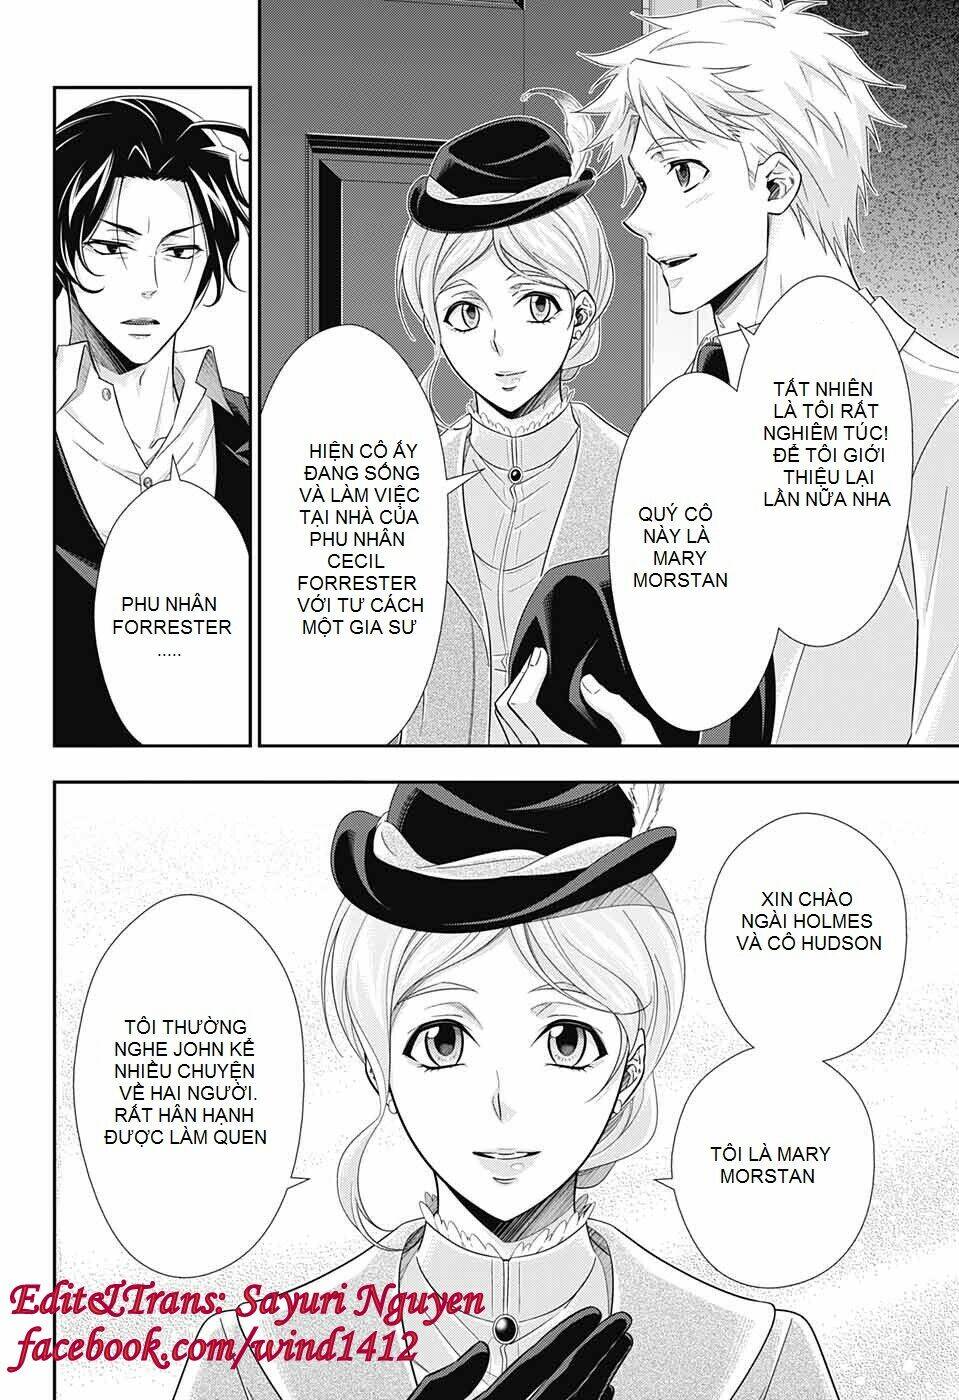 TẤT NHIÊN
LÀ TÔI RẤT
NGHIÊM TÚC!
ĐỂ TÔI GIỚI
THIỆU LẠI
LẦN NỮA NHA
QUÝ CÔ
NÀY LÀ
MARY
MORSTAN
HIỆN CÔ ẤY
ĐANG SỐNG
VÀ LÀM VIỆC
TẠI NHÀ CỦA
PHU NHÂN
CECIL
FORRESTER
VỚI TƯ CÁCH
MỘT GIA SƯ
PHU NHÂN
FORRESTER
.....
XIN CHÀO
NGÀI HOLMES
VÀ CÔ HUDSON
TÔI LÀ MARY
MORSTAN
TÔI THƯỜNG
NGHE JOHN KỂ
NHIỀU CHUYỆN
VỀ HAI NGƯỜI.
RẤT HÂN HẠNH
ĐƯỢC LÀM QUEN
Edit&Trans: Sayuri Nguyen
facebook.com/wind1412